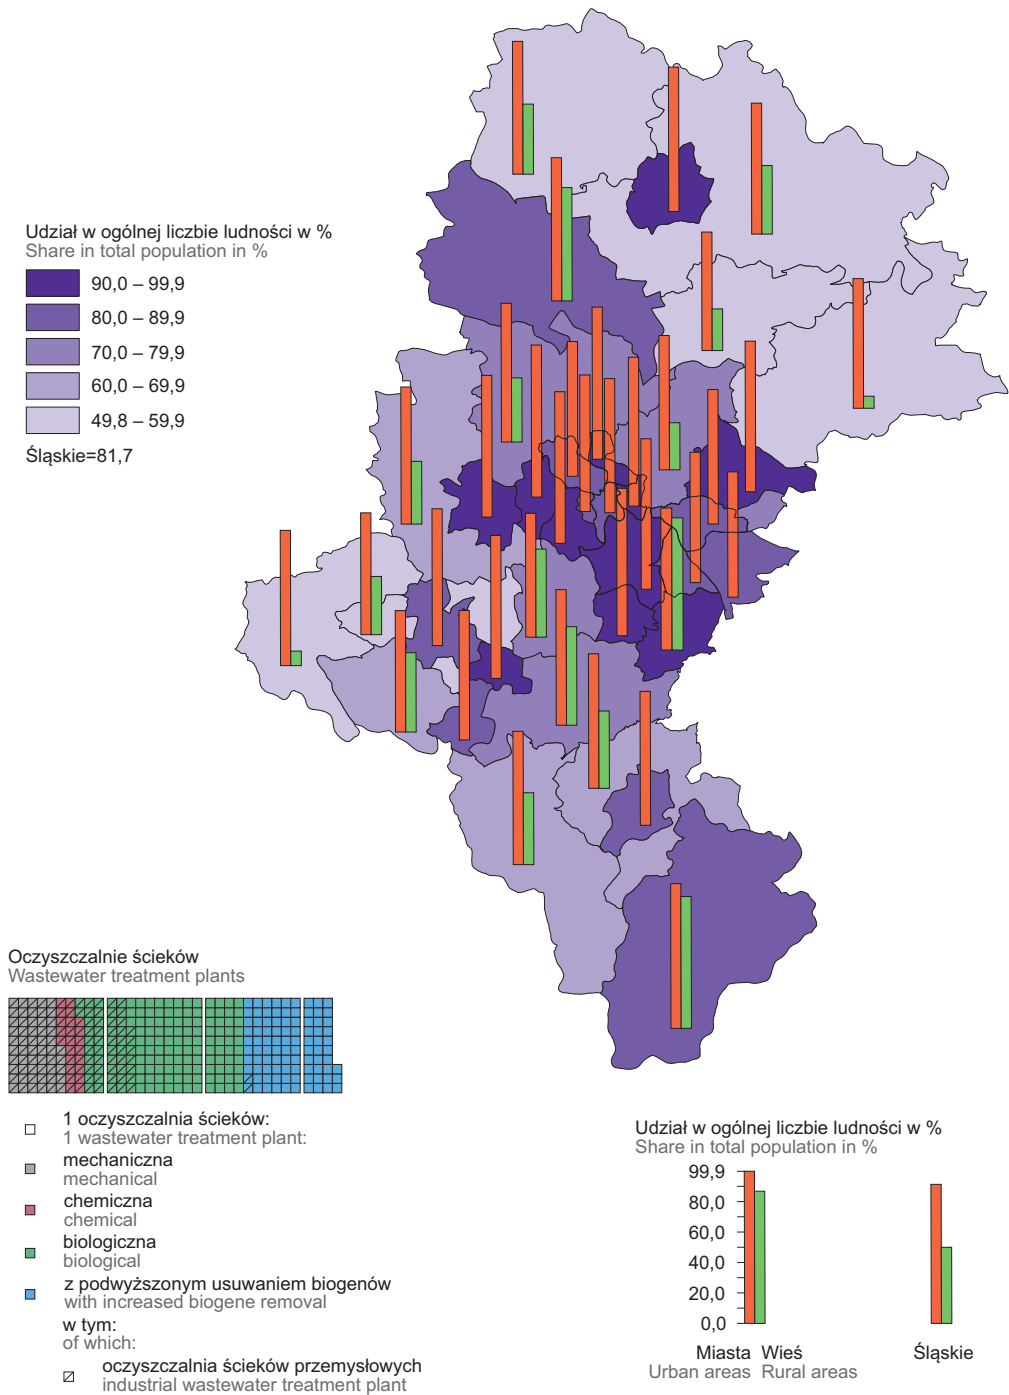 Udział w ogólnej liczbie ludności w %
Share in total population in %
90,0 – 99,9
80,0 – 89,9
70,0 – 79,9
60,0 – 69,9
49,8 – 59,9
Śląskie=81,7
Oczyszczalnie ścieków
Wastewater treatment plants
1 oczyszczalnia ścieków:
1 wastewater treatment plant:
mechaniczna
mechanical
chemiczna
chemical
biologiczna
biological
z podwyższonym usuwaniem biogenów
with increased biogene removal
w tym:
of which:
oczyszczalnia ścieków przemysłowych
industrial wastewater treatment plant
Udział w ogólnej liczbie ludności w %
Share in total population in %
99,9
80,0
60,0
40,0
20,0
0,0
Miasta Wieś
Urban areas Rural areas
Śląskie